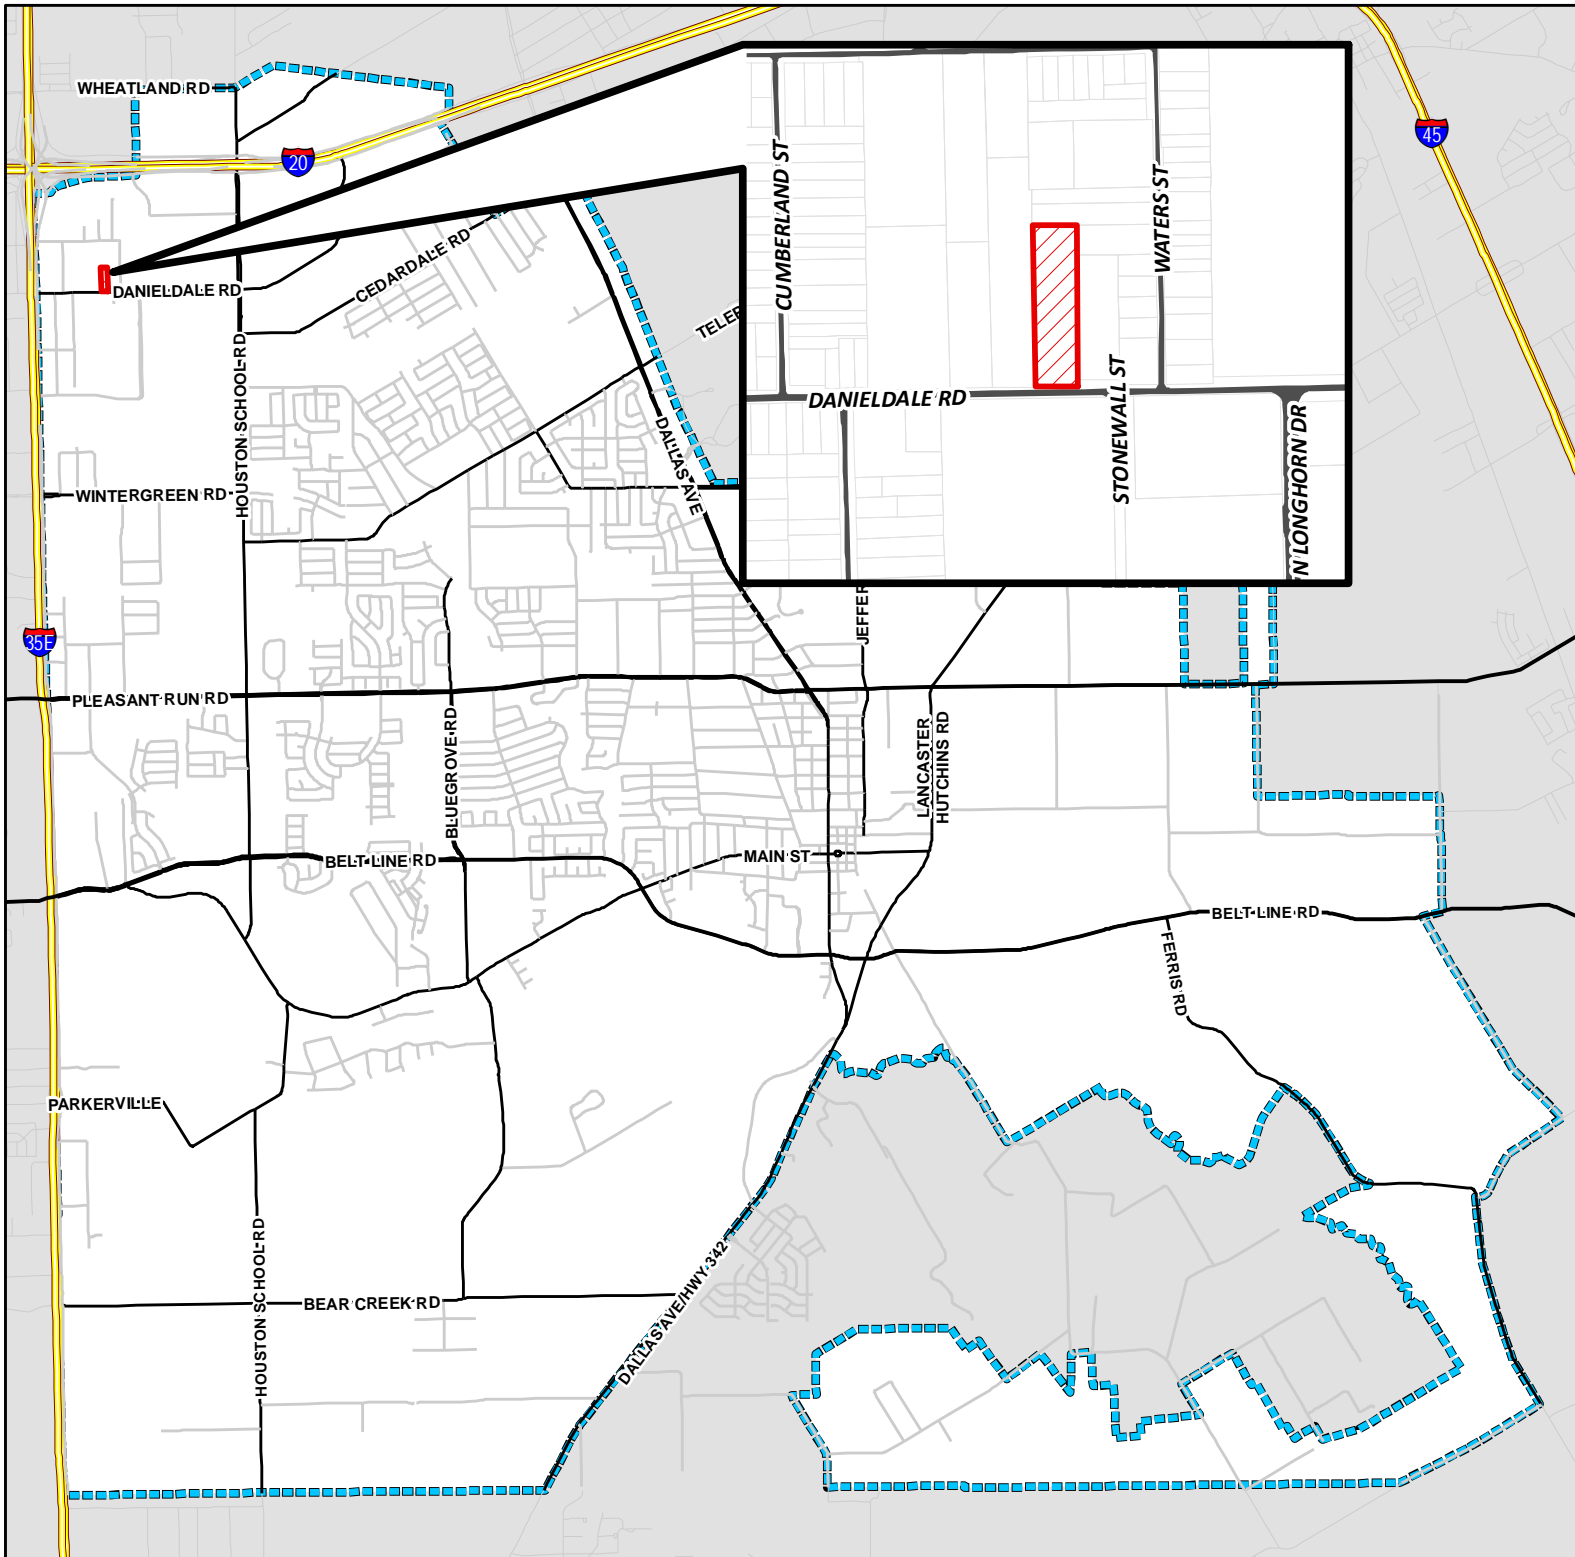 WHEATLAND RD
20
45
CUMBERLAND ST
WATERS ST
CEDARDALE RD
DANIELDALE RD
DANIELDALE RD
STONEWALL ST
N LONGHORN DR
HOUSTON SCHOOL RD
TELEP
DALLAS AVE
WINTERGREEN RD
35E
JEFFER
PLEASANT RUN RD
BLUEGROVE RD
LANCASTER
HUTCHINS RD
BELT LINE RD
MAIN ST
BELT LINE RD
FERRIS RD
PARKERVILLE
HOUSTON SCHOOL RD
BEAR CREEK RD
DALLAS AVE/HWY 342